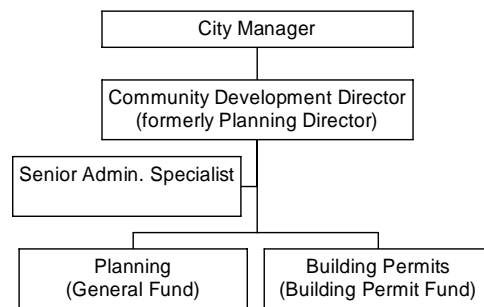 City Manager
Community Development Director
(formerly Planning Director)
Senior Admin. Specialist
Planning
(General Fund)
Building Permits
(Building Permit Fund)